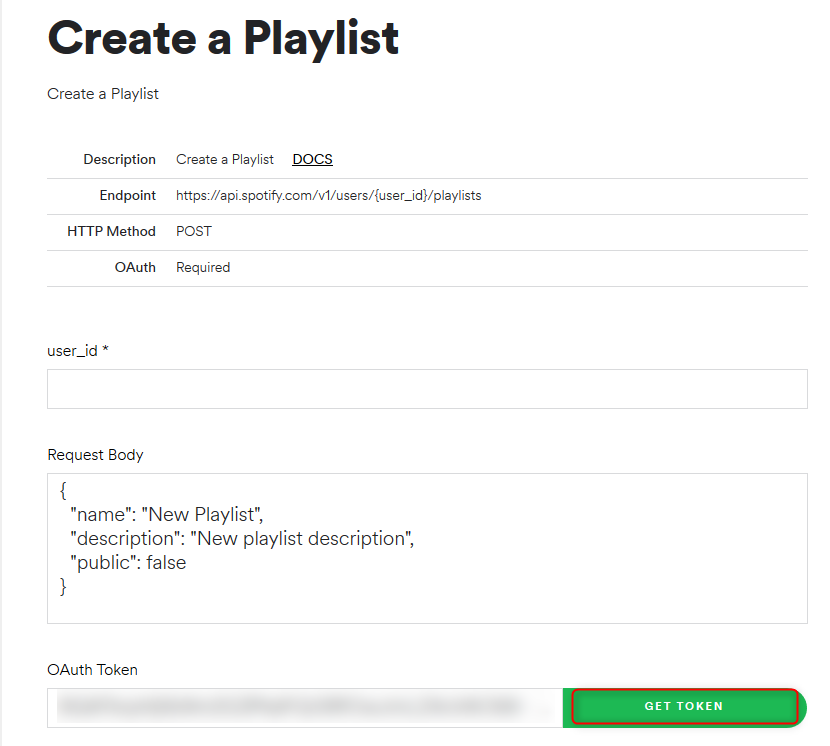 Create a Playlist
Create a Playlist
Description Create a Playlist DOCS
Endpoint https://api.spotify.com/v1/users/{user_id}/playlists
HTTP Method POST
OAuth Required
user_id *
Request Body
{
"name": "New Playlist",
"description": "New playlist description",
"public": false
}
OAuth Token
GET TOKEN